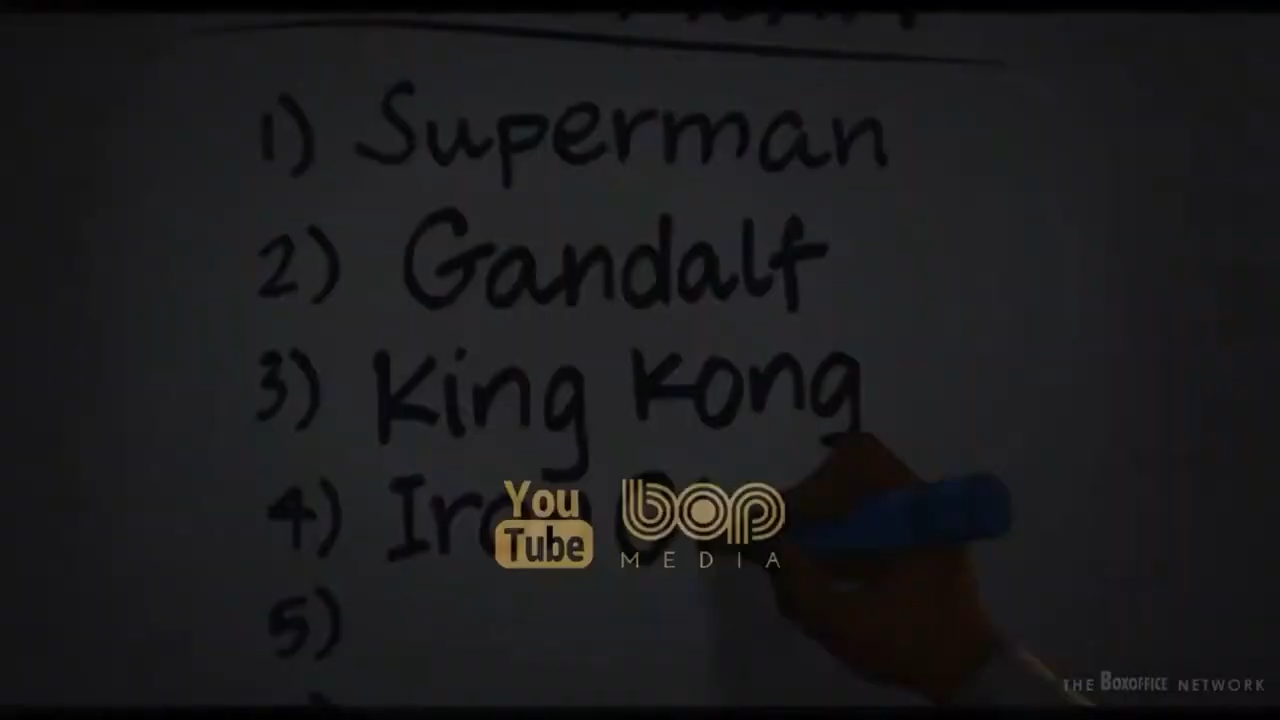 1) Superman
2) Gandalf
3) King Kong
4)
5)
You
Tube
bop
MEDIA
THE BOXOFFICE NETWORK